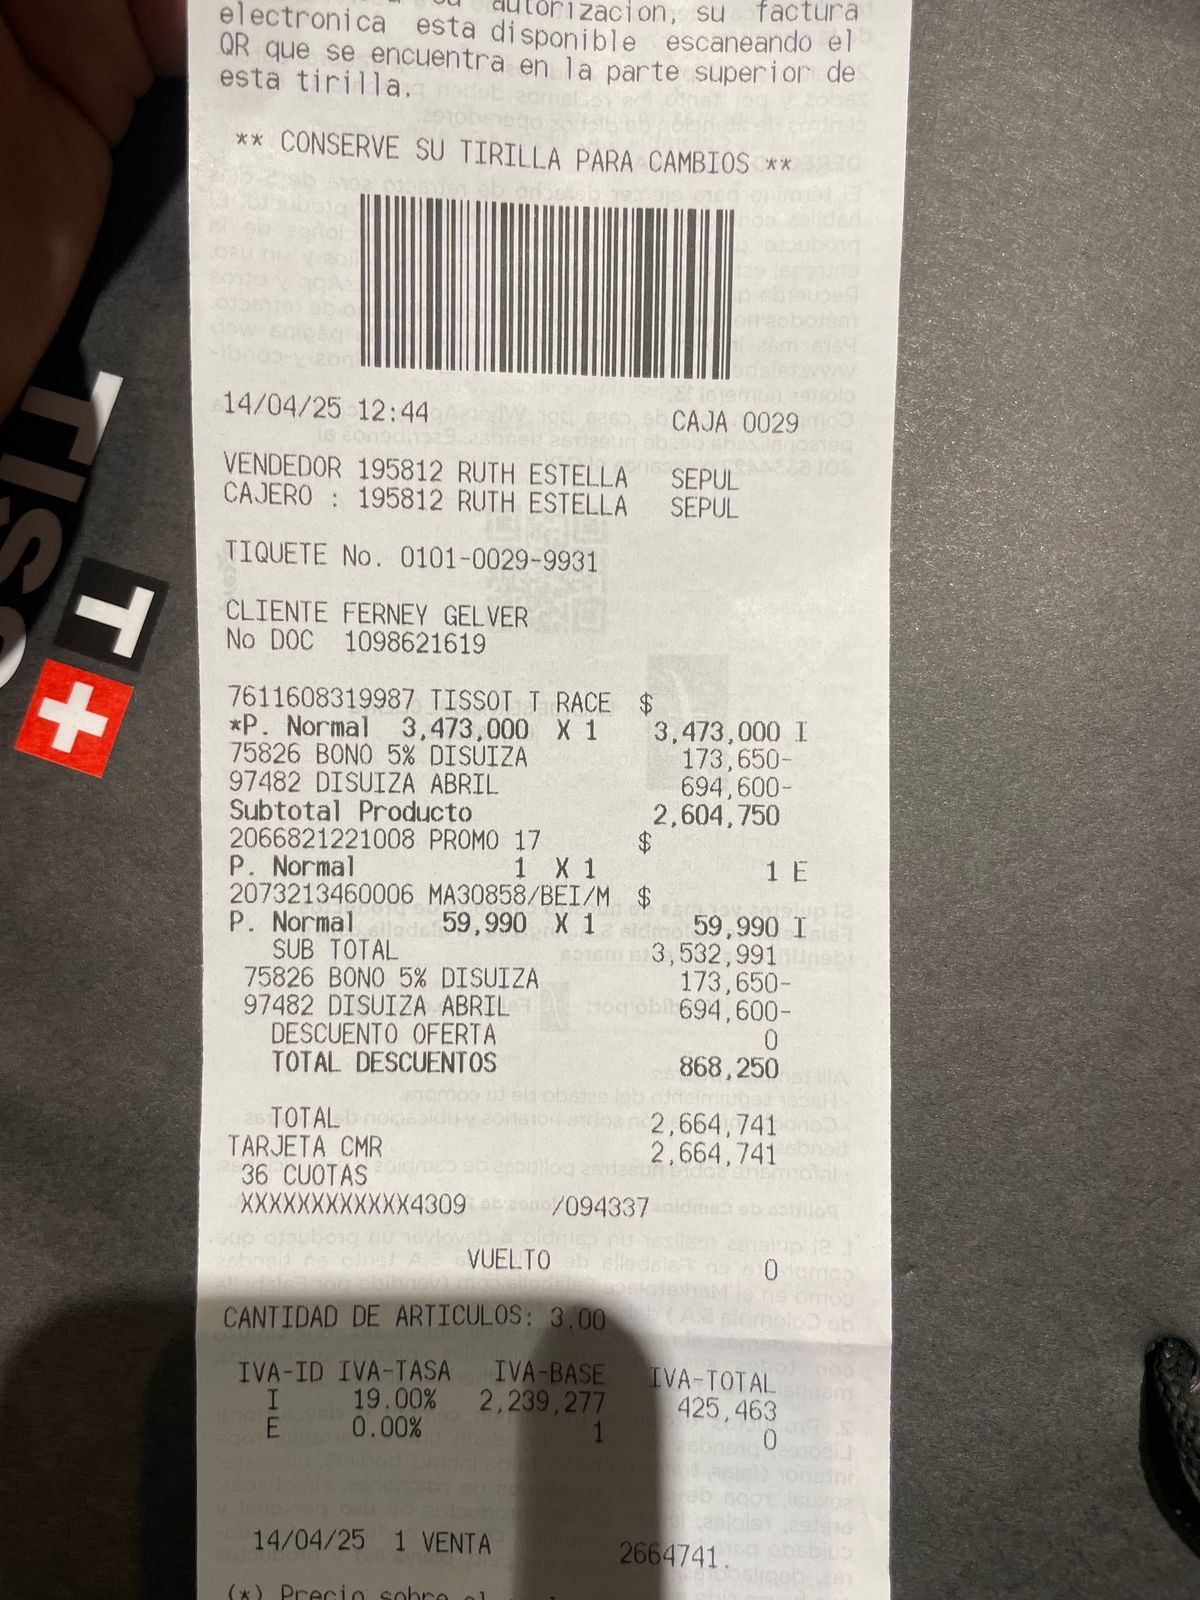 autorizacion, su factura
electronica esta disponible escaneando el
QR que se encuentra en la parte superior de
esta tirilla.
** CONSERVE SU TIRILLA PARA CAMBIOS **
14/04/25 12:44 CAJA 0029
VENDEDOR 195812 RUTH ESTELLA SEPUL
CAJERO : 195812 RUTH ESTELLA SEPUL
TIQUETE No. 0101-0029-9931
CLIENTE FERNEY GELVER
No DOC 1098621619
7611608319987 TISSOT T RACE $
*P. Normal 3,473,000 X 1 3,473,000 I
75826 BONO 5% DISUIZA 173,650-
97482 DISUIZA ABRIL 694,600-
Subtotal Producto 2,604,750
2066821221008 PROMO 17 $
P. Normal 1 X 1 1 E
2073213460006 MA30858/BEI/M $
P. Normal 59,990 X 1 59,990 I
SUB TOTAL 3,532,991
75826 BONO 5% DISUIZA 173,650-
97482 DISUIZA ABRIL 694,600-
DESCUENTO OFERTA 0
TOTAL DESCUENTOS 868,250
TOTAL 2,664,741
TARJETA CMR 2,664,741
36 CUOTAS
XXXXXXXXXXXX4309 /094337
VUELTO 0
CANTIDAD DE ARTICULOS: 3.00
IVA-ID IVA-TASA IVA-BASE IVA-TOTAL
I 19.00% 2,239,277 425,463
E 0.00% 1 0
14/04/25 1 VENTA 2664741.
(*) Precio sobre el
TISSO
T